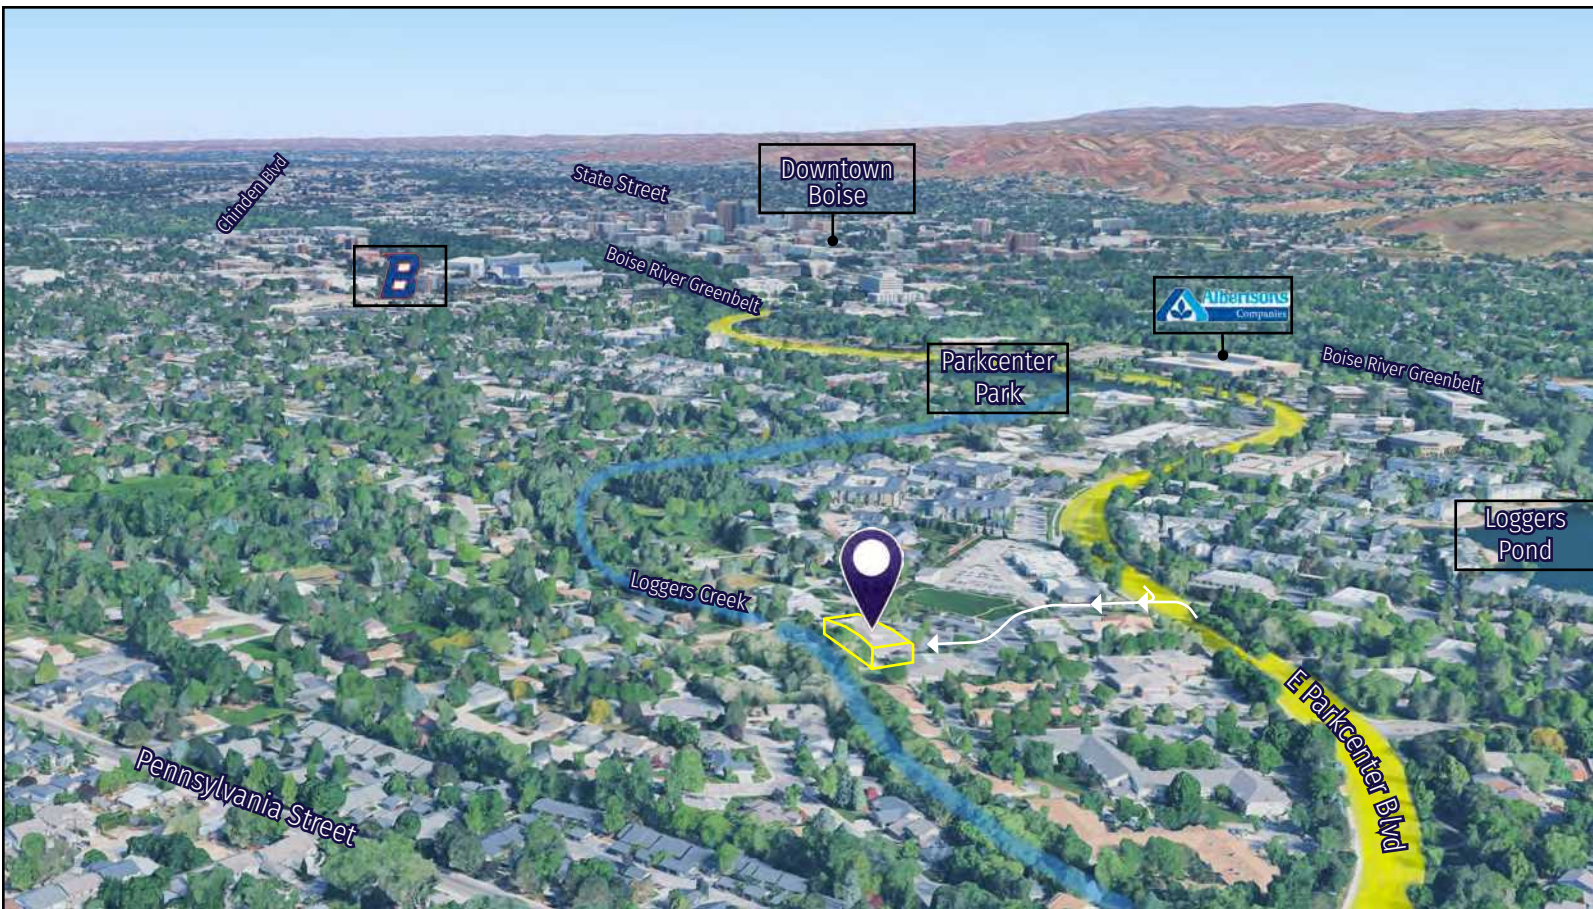 Chinden Blvd
State Street
Downtown
Boise
Boise River Greenbelt
B
Albertsons
Companies
Parkcenter
Park
Boise River Greenbelt
Loggers
Pond
Loggers Creek
E Parkcenter Blvd
Pennsylvania Street